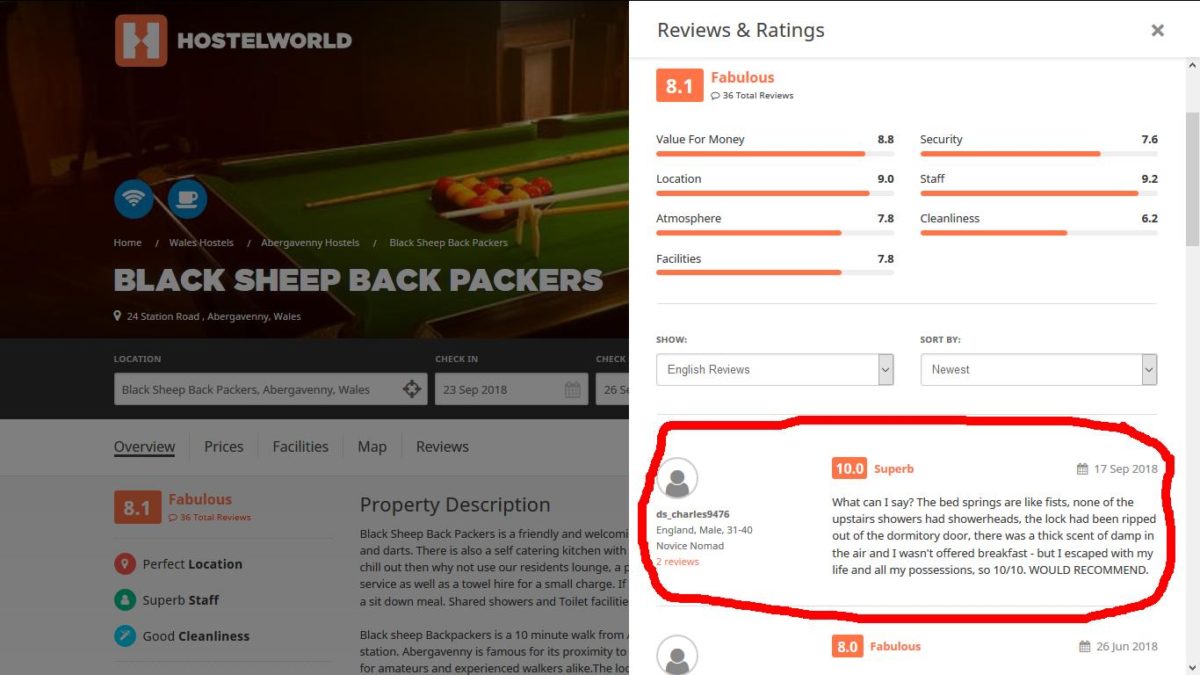 HOSTELWORLD
Home / Wales Hostels / Abergavenny Hostels / Black Sheep Back Packers
BLACK SHEEP BACK PACKERS
24 Station Road , Abergavenny, Wales
LOCATION
CHECK IN
CHECK
Black Sheep Back Packers, Abergavenny, Wales
23 Sep 2018
26 Se
Overview
Prices
Facilities
Map
Reviews
8.1
Fabulous
36 Total Reviews
Perfect Location
Superb Staff
Good Cleanliness
Property Description
Black Sheep Back Packers is a friendly and welcomi
and darts. There is also a self catering kitchen with
chill out then why not use our residents lounge, a p
service as well as a towel hire for a small charge. If
a sit down meal. Shared showers and Toilet facilitie
Black sheep Backpackers is a 10 minute walk from A
station. Abergavenny is famous for its proximity to
for amateurs and experienced walkers alike.The loc
Reviews & Ratings
8.1
Fabulous
36 Total Reviews
Value For Money 8.8
Security 7.6
Location 9.0
Staff 9.2
Atmosphere 7.8
Cleanliness 6.2
Facilities 7.8
SHOW:
SORT BY:
English Reviews
Newest
ds_charles9476
England, Male, 31-40
Novice Nomad
2 reviews
10.0 Superb
17 Sep 2018
What can I say? The bed springs are like fists, none of the
upstairs showers had showerheads, the lock had been ripped
out of the dormitory door, there was a thick scent of damp in
the air and I wasn't offered breakfast - but I escaped with my
life and all my possessions, so 10/10. WOULD RECOMMEND.
8.0 Fabulous
26 Jun 2018